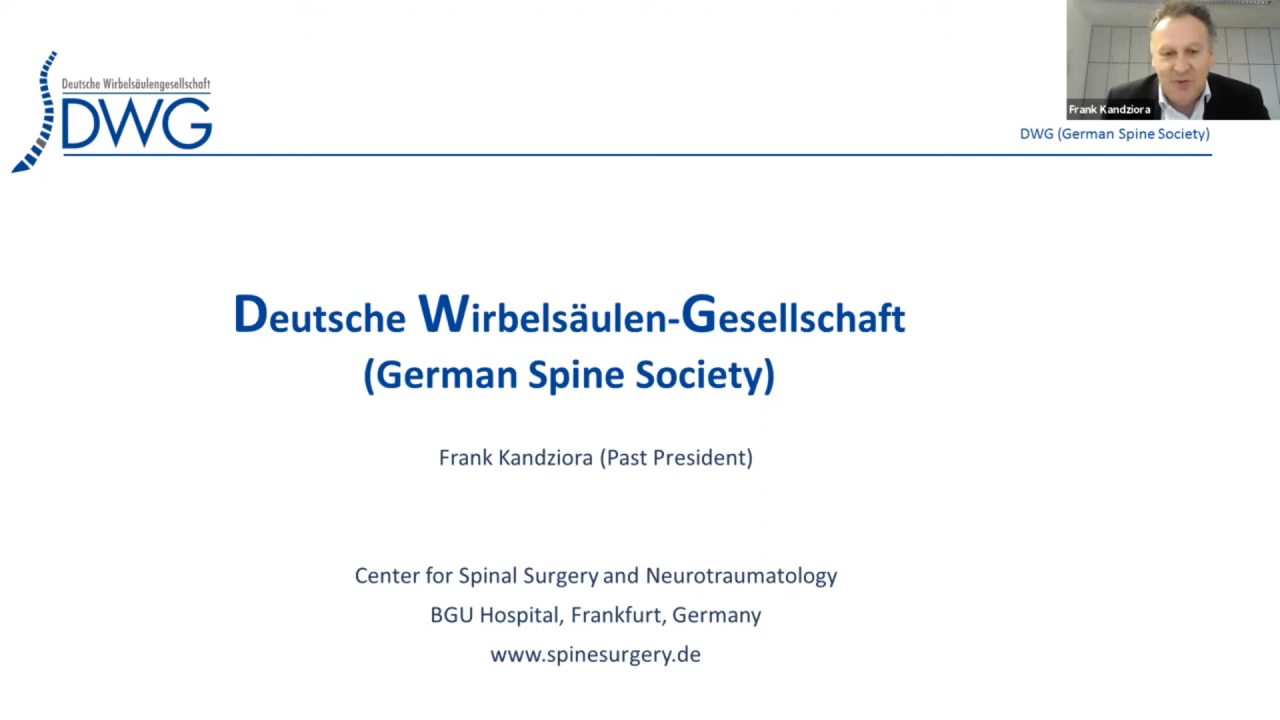 Deutsche Wirbelsäulengesellschaft
DWG
Frank Kandziora
DWG (German Spine Society)
Deutsche Wirbelsäulen-Gesellschaft
(German Spine Society)
Frank Kandziora (Past President)
Center for Spinal Surgery and Neurotraumatology
BGU Hospital, Frankfurt, Germany
www.spinesurgery.de